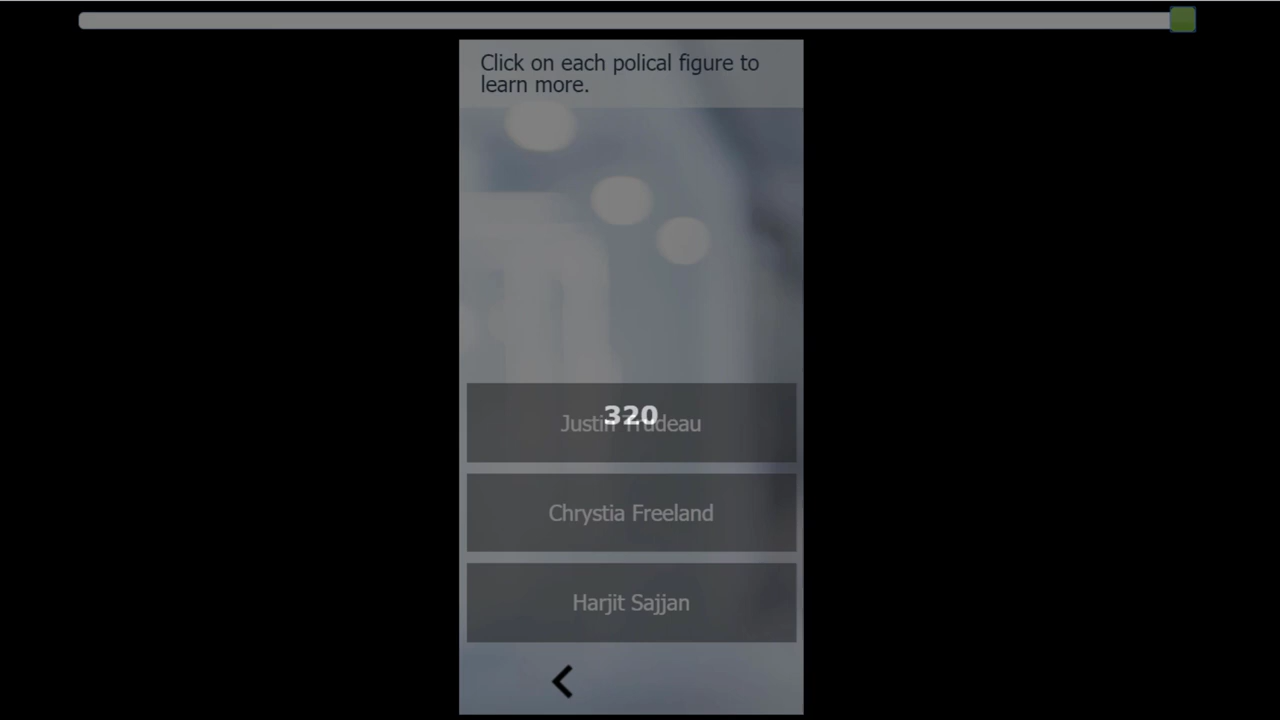 Click on each polical figure to
learn more.
320
Justin Trudeau
Chrystia Freeland
Harjit Sajjan